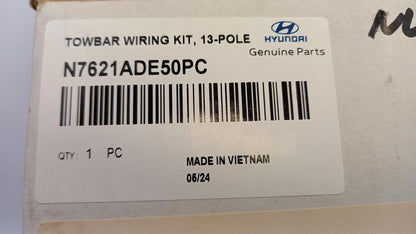 TOWBAR WIRING KIT, 13-POLE
HYUNDAI
Genuine Parts
N7621ADE50PC
QTY : 1 PC
MADE IN VIETNAM
06/24